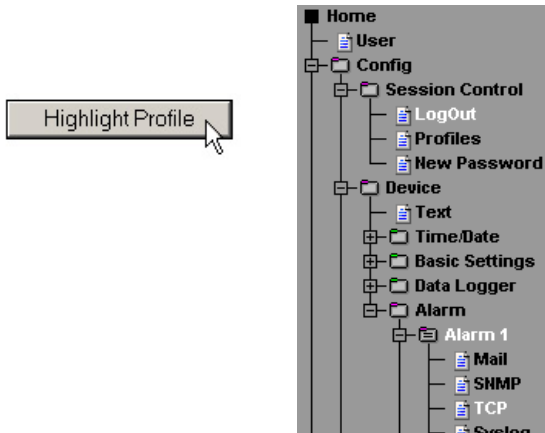 Highlight Profile
Home
User
Config
Session Control
LogOut
Profiles
New Password
Device
Text
Time/Date
Basic Settings
Data Logger
Alarm
Alarm 1
Mail
SNMP
TCP
Syslog